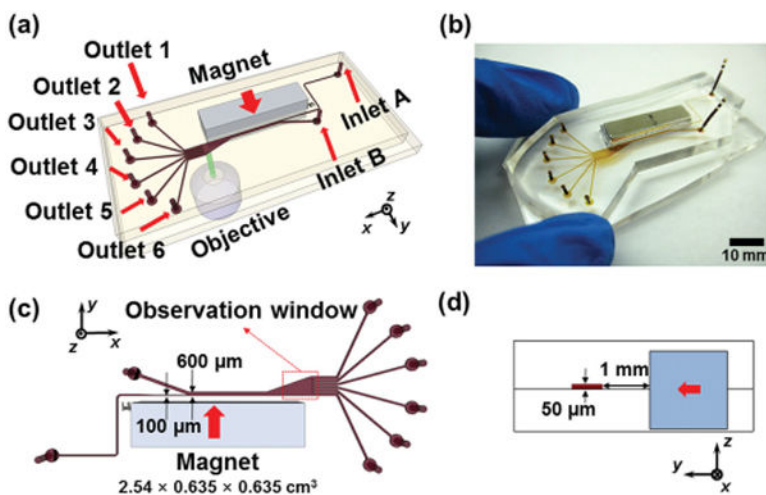 (a)
Outlet 1
Outlet 2
Outlet 3
Outlet 4
Outlet 5
Outlet 6
Magnet
Inlet A
Inlet B
Objective
z
x
y
(b)
10 mm
(c)
y
z
x
Observation window
600 μm
100 μm
Magnet
2.54 × 0.635 × 0.635 cm³
(d)
1 mm
50 μm
z
y
x